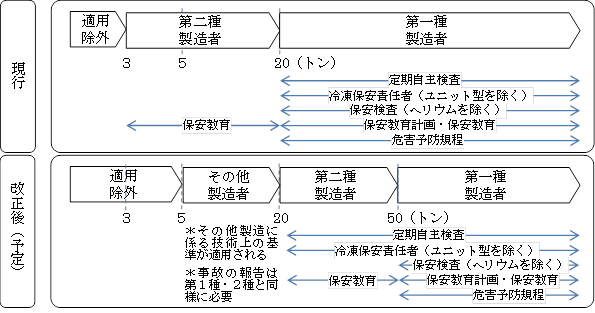 現行
適用
除外
第二種
製造者
第一種
製造者
3
5
20（トン）
定期自主検査
冷凍保安責任者（ユニット型を除く）
保安検査（ヘリウムを除く）
保安教育
保安教育計画・保安教育
危害予防規程
改正後（予定）
適用
除外
その他
製造者
第二種
製造者
第一種
製造者
3
5
20
50（トン）
＊その他製造に
係る技術上の基
準が適用される
＊事故の報告は
第１種・２種と同
様に必要
定期自主検査
冷凍保安責任者（ユニット型を除く）
保安検査（ヘリウムを除く）
保安教育
保安教育計画・保安教育
危害予防規程